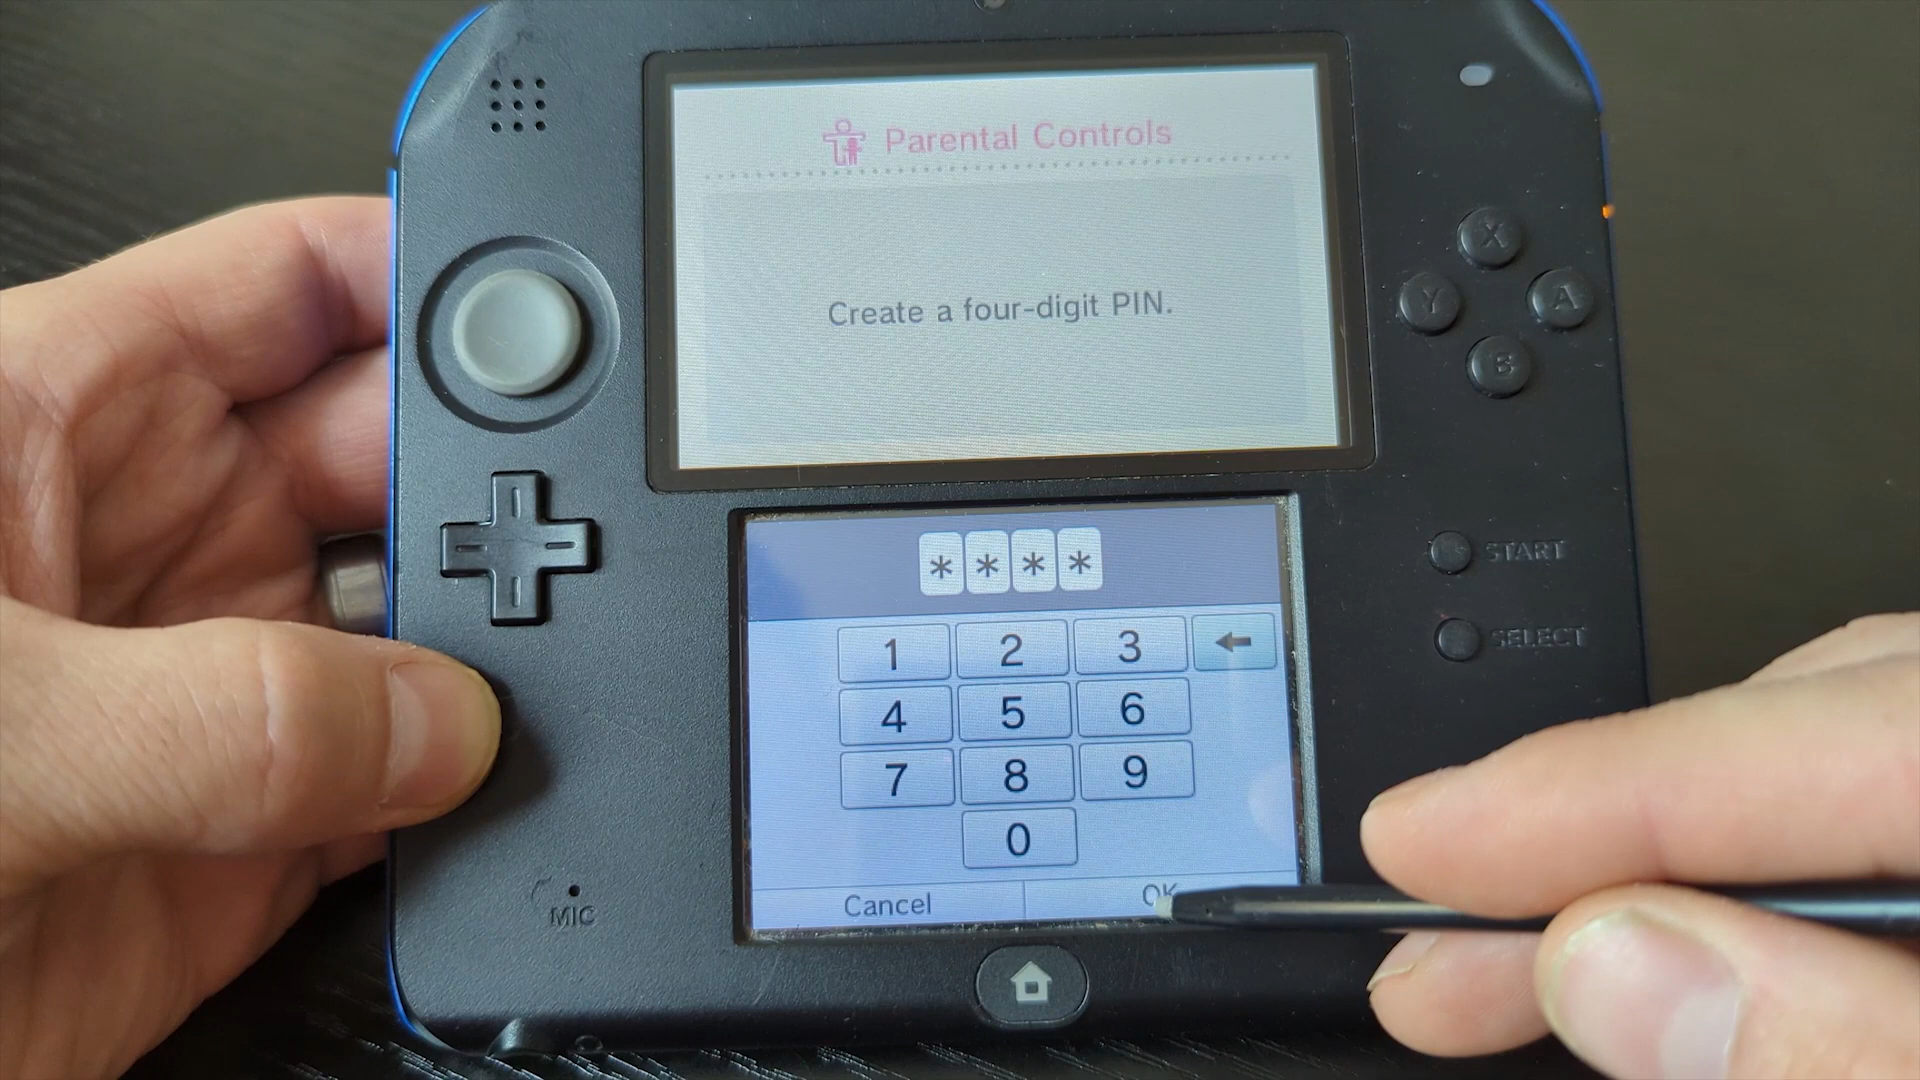 Parental Controls
Create a four-digit PIN.
* * * *
1 2 3 ←
4 5 6
7 8 9
0
Cancel OK
X
Y A
B
START
SELECT
MIC